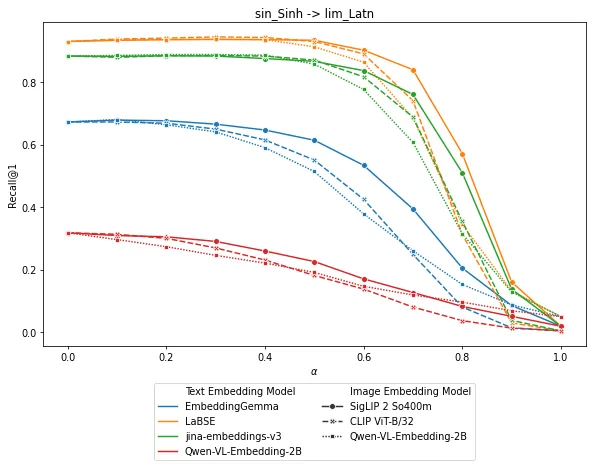 sin_Sinh -> lim_Latn
Recall@1
0.8
0.6
0.4
0.2
0.0
0.0 0.2 0.4 0.6 0.8 1.0
α
Text Embedding Model Image Embedding Model
EmbeddingGemma SigLIP 2 So400m
LaBSE CLIP ViT-B/32
jina-embeddings-v3 Qwen-VL-Embedding-2B
Qwen-VL-Embedding-2B